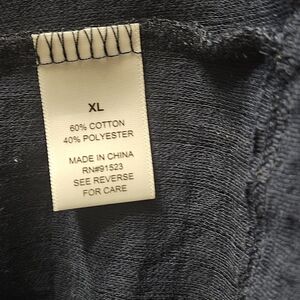 XL
60% COTTON
40% POLYESTER
MADE IN CHINA
RN#91523
SEE REVERSE
FOR CARE